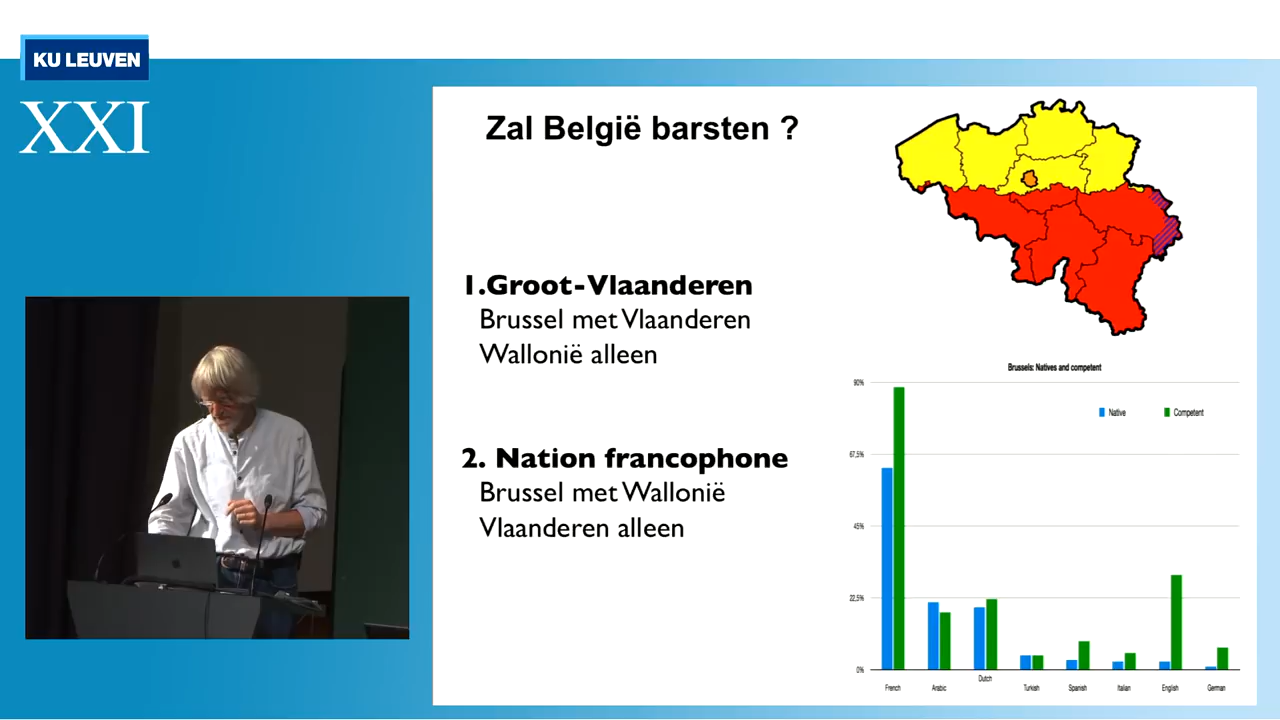 KU LEUVEN
XXI
Zal België barsten ?
1.Groot-Vlaanderen
Brussel met Vlaanderen
Wallonië alleen
2. Nation francophone
Brussel met Wallonië
Vlaanderen alleen
Brussels: Natives and competent
90%
Native
Competent
67,5%
45%
22,5%
0%
French
Arabic
Dutch
Turkish
Spanish
Italian
English
German